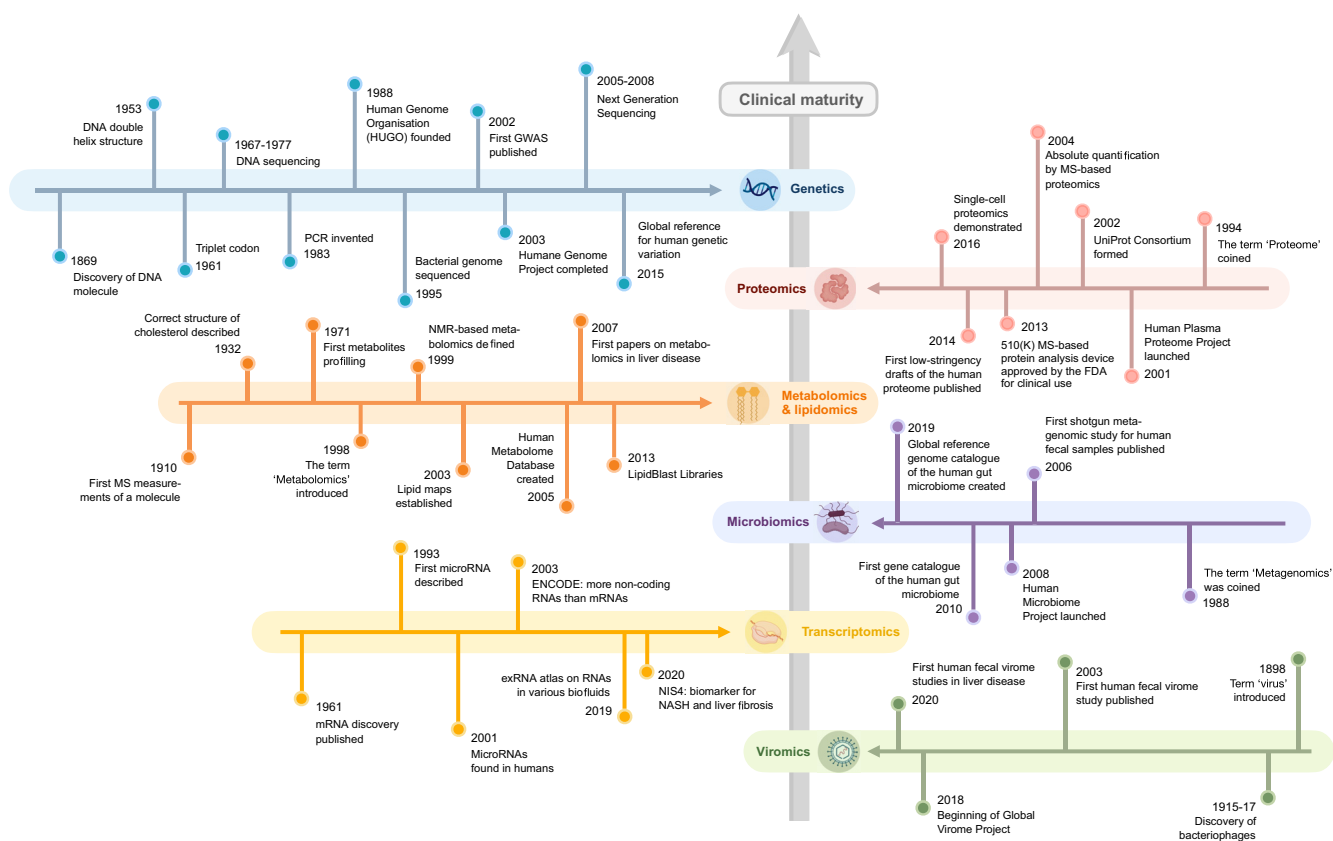 Clinical maturity
1953
DNA double
helix structure
1967-1977
DNA sequencing
1988
Human Genome
Organisation
(HUGO) founded
2002
First GWAS
published
2005-2008
Next Generation
Sequencing
Genetics
1869
Discovery of DNA
molecule
Triplet codon
1961
PCR invented
1983
Bacterial genome
sequenced
1995
2003
Humane Genome
Project completed
Global reference
for human genetic
variation
2015
Single-cell
proteomics
demonstrated
2016
2004
Absolute quantification
by MS-based
proteomics
2002
UniProt Consortium
formed
1994
The term ‘Proteome’
coined
Proteomics
2014
First low-stringency
drafts of the human
proteome published
2013
510(K) MS-based
protein analysis device
approved by the FDA
for clinical use
Human Plasma
Proteome Project
launched
2001
Correct structure of
cholesterol described
1932
1971
First metabolites
profilling
NMR-based meta-
bolomics defined
1999
2007
First papers on metabo-
lomics in liver disease
Metabolomics
& lipidomics
1910
First MS measure-
ments of a molecule
1998
The term
‘Metabolomics’
introduced
2003
Lipid maps
established
Human
Metabolome
Database
created
2005
2013
LipidBlast Libraries
2019
Global reference
genome catalogue
of the human gut
microbiome created
First shotgun meta-
genomic study for human
fecal samples published
2006
Microbiomics
First gene catalogue
of the human gut
microbiome
2010
2008
Human
Microbiome
Project launched
The term ‘Metagenomics’
was coined
1988
1993
First microRNA
described
2003
ENCODE: more non-coding
RNAs than mRNAs
Transcriptomics
1961
mRNA discovery
published
2001
MicroRNAs
found in humans
exRNA atlas on RNAs
in various biofluids
2019
2020
NIS4: biomarker for
NASH and liver fibrosis
First human fecal virome
studies in liver disease
2020
2003
First human fecal virome
study published
1898
Term ‘virus’
introduced
Viromics
2018
Beginning of Global
Virome Project
1915-17
Discovery of
bacteriophages